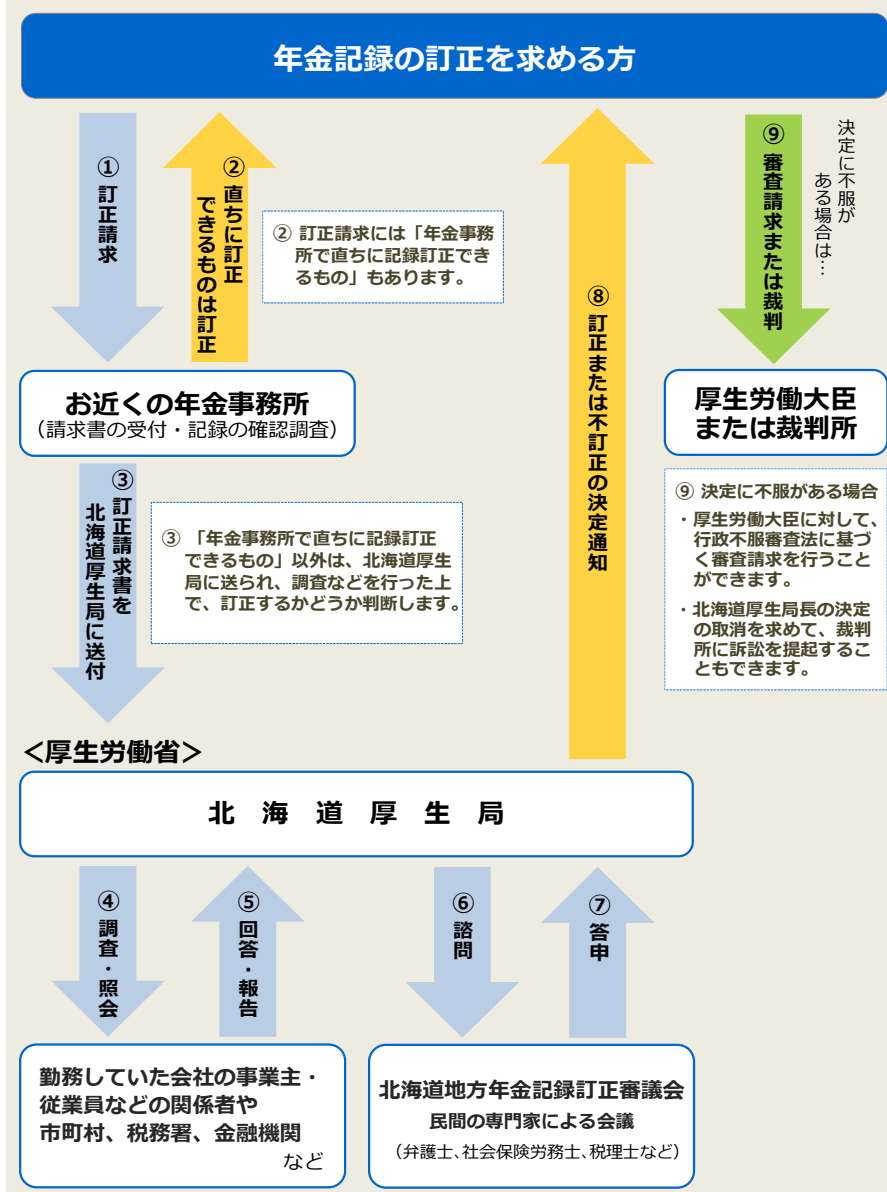 年金記録の訂正を求める方
① 訂正請求
② 直ちに訂正
できるものは訂正
② 訂正請求には「年金事務
所で直ちに記録訂正でき
るもの」もあります。
⑧ 訂正または不訂正の決定通知
⑨ 審査請求または裁判
決定に不服が
ある場合は…
お近くの年金事務所
（請求書の受付・記録の確認調査）
厚生労働大臣
または裁判所
③ 訂正請求書を
北海道厚生局に送付
③ 「年金事務所で直ちに記録訂正
できるもの」以外は、北海道厚生
局に送られ、調査などを行った上
で、訂正するかどうか判断します。
⑨ 決定に不服がある場合
・厚生労働大臣に対して、
行政不服審査法に基づ
く審査請求を行うこと
ができます。
・北海道厚生局長の決定
の取消を求めて、裁判
所に訴訟を提起するこ
ともできます。
＜厚生労働省＞
北 海 道 厚 生 局
④ 調査・照会
⑤ 回答・報告
⑥ 諮問
⑦ 答申
勤務していた会社の事業主・
従業員などの関係者や
市町村、税務署、金融機関
など
北海道地方年金記録訂正審議会
民間の専門家による会議
（弁護士、社会保険労務士、税理士など）